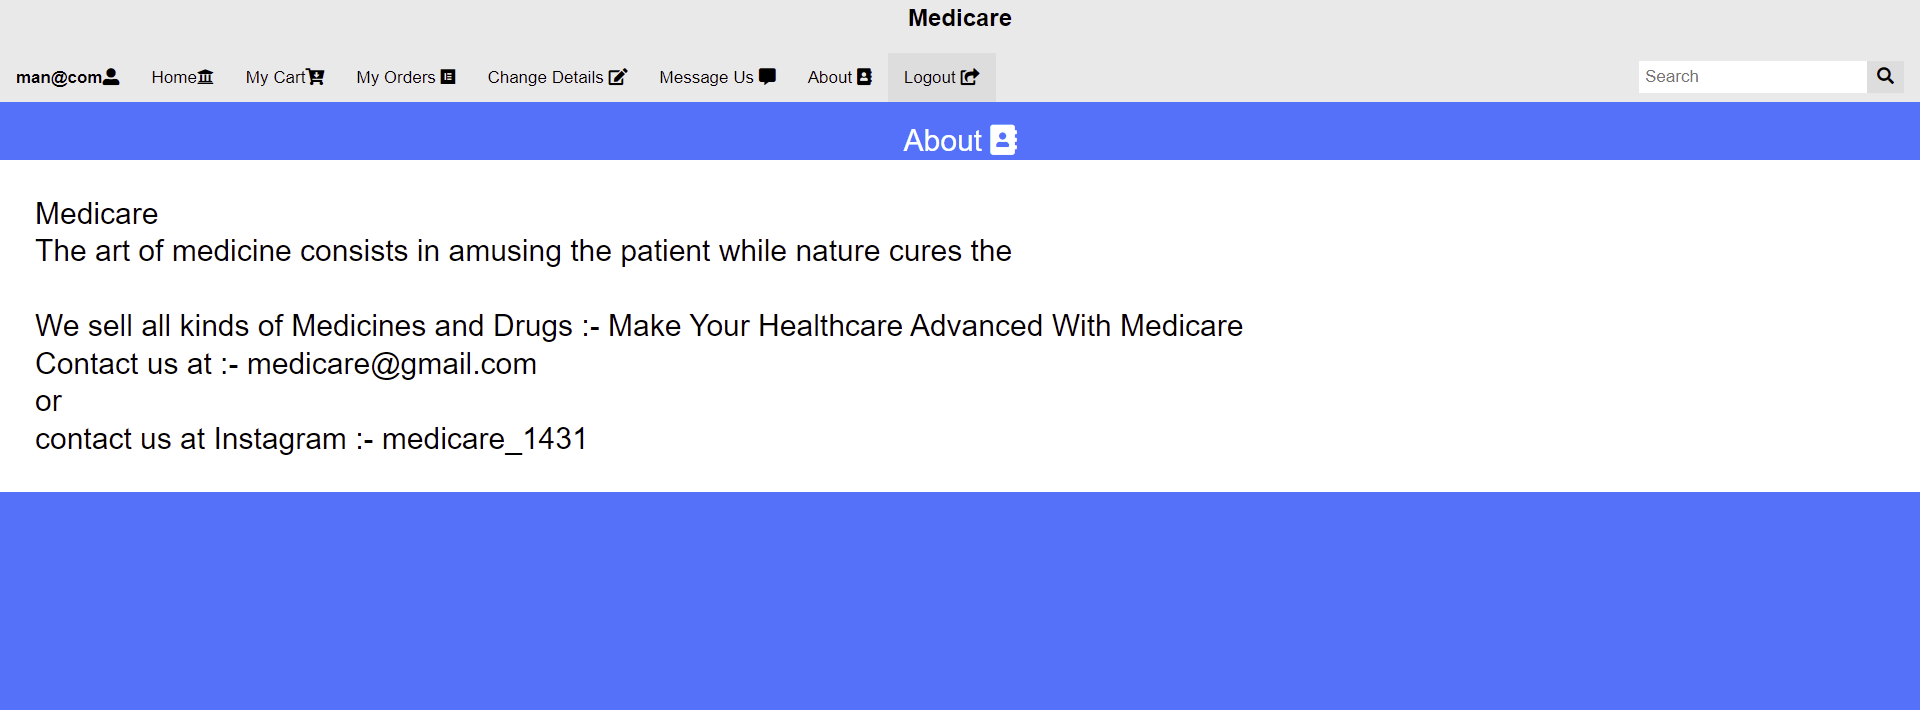 Medicare
man@com Home My Cart My Orders Change Details Message Us About Logout Search
About
Medicare
The art of medicine consists in amusing the patient while nature cures the
We sell all kinds of Medicines and Drugs :- Make Your Healthcare Advanced With Medicare
Contact us at :- medicare@gmail.com
or
contact us at Instagram :- medicare_1431